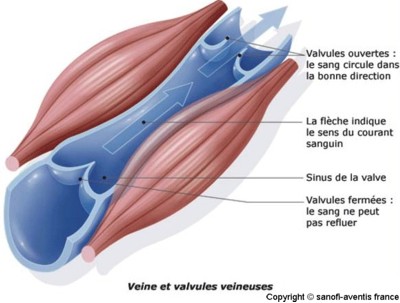 Valvules ouvertes :
le sang circule dans
la bonne direction
La flèche indique
le sens du courant
sanguin
Sinus de la valve
Valvules fermées :
le sang ne peut
pas refluer
Veine et valvules veineuses
Copyright © sanofi-aventis france